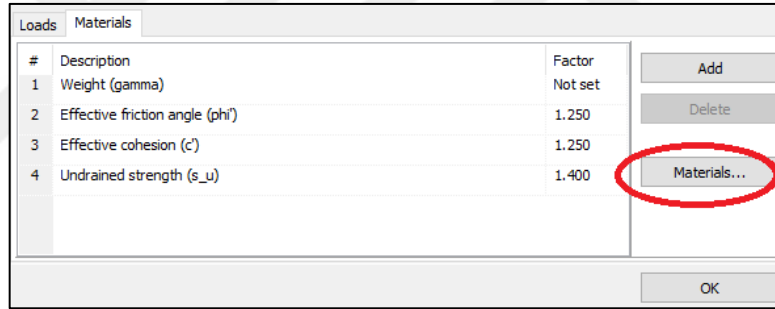 Loads Materials
# Description Factor
1 Weight (gamma) Not set
2 Effective friction angle (phi') 1.250
3 Effective cohesion (c') 1.250
4 Undrained strength (s_u) 1.400
Add
Delete
Materials...
OK